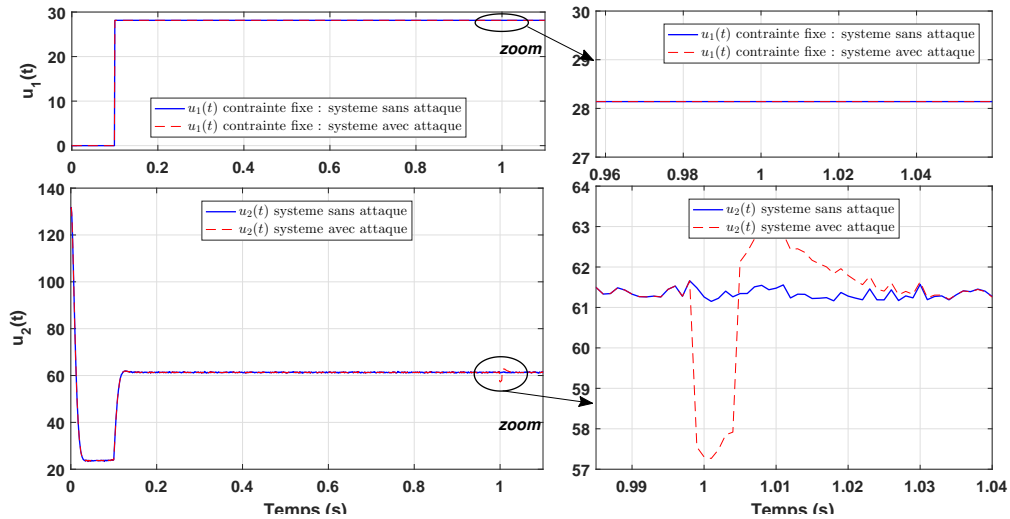 30
20
10
0
u1(t)
u1(t) contrainte fixe : systeme sans attaque
u1(t) contrainte fixe : systeme avec attaque
zoom
0 0.2 0.4 0.6 0.8 1
30
29
28
27
u1(t) contrainte fixe : systeme sans attaque
u1(t) contrainte fixe : systeme avec attaque
0.96 0.98 1 1.02 1.04
140
120
100
80
60
40
20
u2(t)
u2(t) systeme sans attaque
u2(t) systeme avec attaque
zoom
0 0.2 0.4 0.6 0.8 1
Temps (s)
64
63
62
61
60
59
58
57
u2(t) systeme sans attaque
u2(t) systeme avec attaque
0.99 1 1.01 1.02 1.03 1.04
Temps (s)